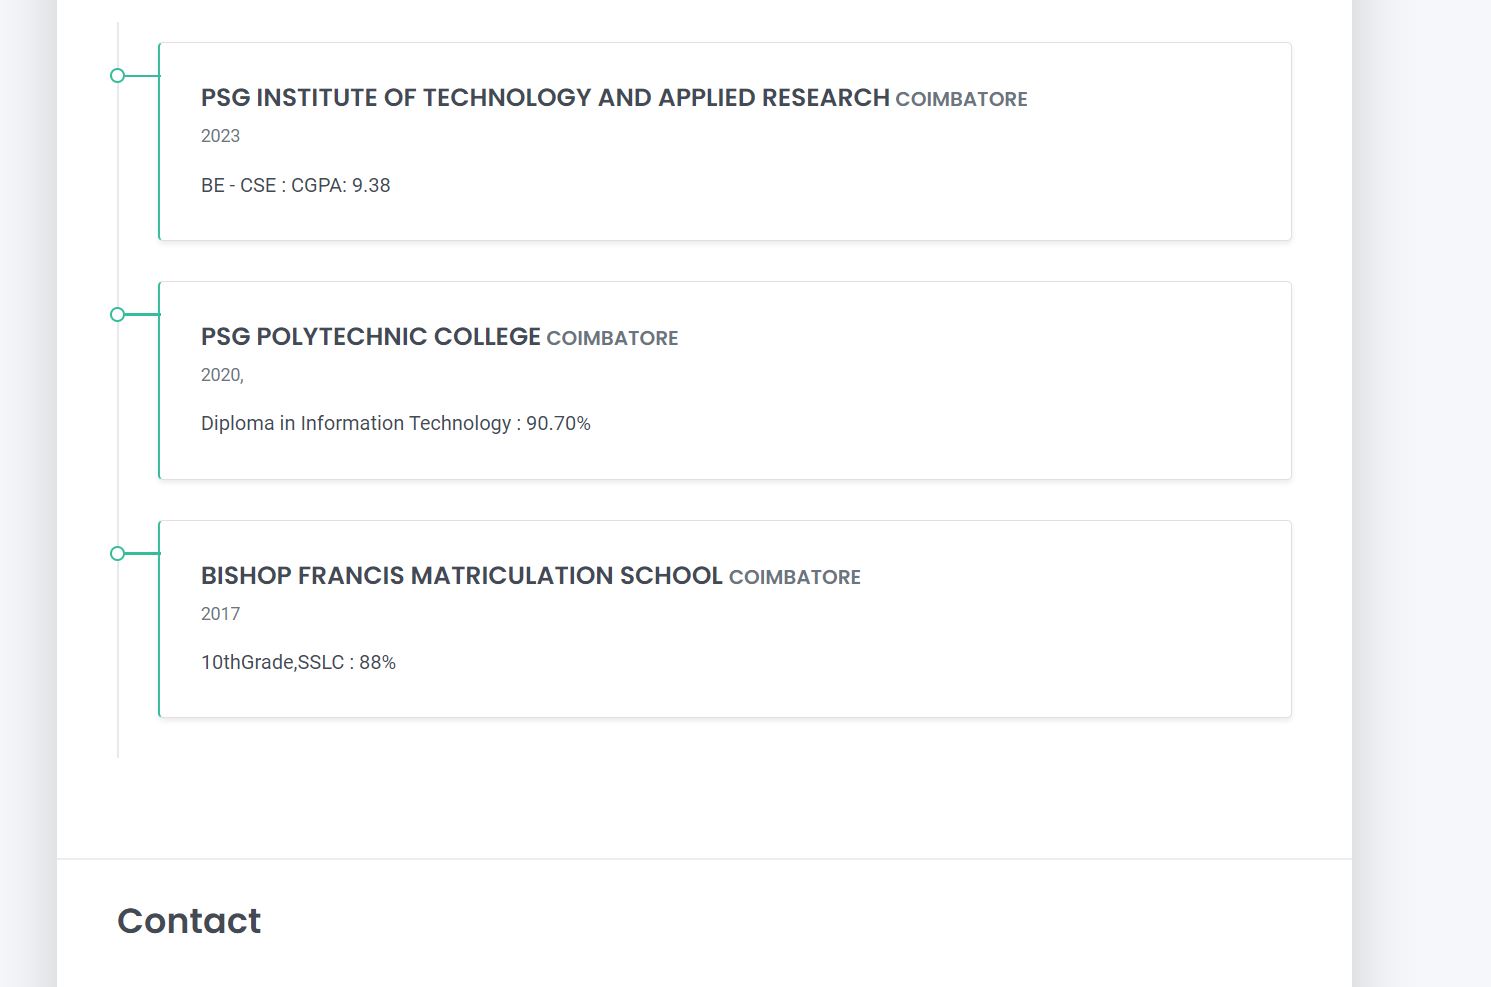 PSG INSTITUTE OF TECHNOLOGY AND APPLIED RESEARCH COIMBATORE
2023
BE - CSE : CGPA: 9.38
PSG POLYTECHNIC COLLEGE COIMBATORE
2020,
Diploma in Information Technology : 90.70%
BISHOP FRANCIS MATRICULATION SCHOOL COIMBATORE
2017
10thGrade,SSLC : 88%
Contact